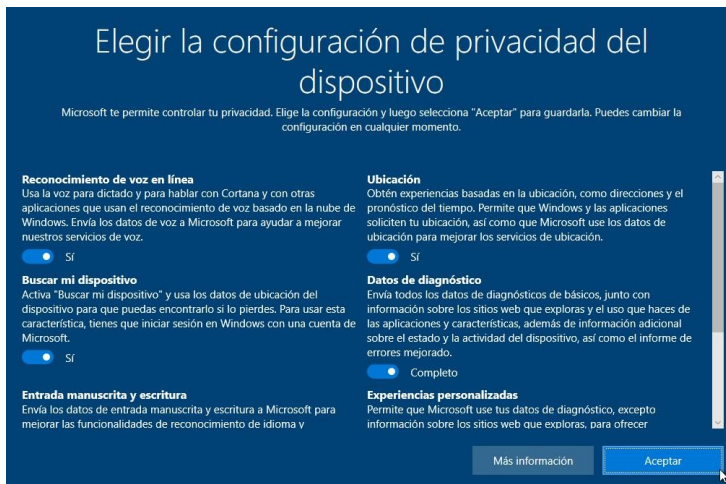 Elegir la configuración de privacidad del
dispositivo
Microsoft te permite controlar tu privacidad. Elige la configuración y luego selecciona "Aceptar" para guardarla. Puedes cambiar la
configuración en cualquier momento.
Reconocimiento de voz en línea
Usa la voz para dictado y para hablar con Cortana y con otras
aplicaciones que usan el reconocimiento de voz basado en la nube de
Windows. Envía los datos de voz a Microsoft para ayudar a mejorar
nuestros servicios de voz.
Sí
Buscar mi dispositivo
Activa "Buscar mi dispositivo" y usa los datos de ubicación del
dispositivo para que puedas encontrarlo si lo pierdes. Para usar esta
característica, tienes que iniciar sesión en Windows con una cuenta de
Microsoft.
Sí
Entrada manuscrita y escritura
Envía los datos de entrada manuscrita y escritura a Microsoft para
mejorar las funcionalidades de reconocimiento de idioma y
Ubicación
Obtén experiencias basadas en la ubicación, como direcciones y el
pronóstico del tiempo. Permite que Windows y las aplicaciones
soliciten tu ubicación, así como que Microsoft use los datos de
ubicación para mejorar los servicios de ubicación.
Sí
Datos de diagnóstico
Envía todos los datos de diagnósticos de básicos, junto con
información sobre los sitios web que exploras y el uso que haces de
las aplicaciones y características, además de información adicional
sobre el estado y la actividad del dispositivo, así como el informe de
errores mejorado.
Completo
Experiencias personalizadas
Permite que Microsoft use tus datos de diagnóstico, excepto
información sobre los sitios web que exploras, para ofrecer
Más información
Aceptar